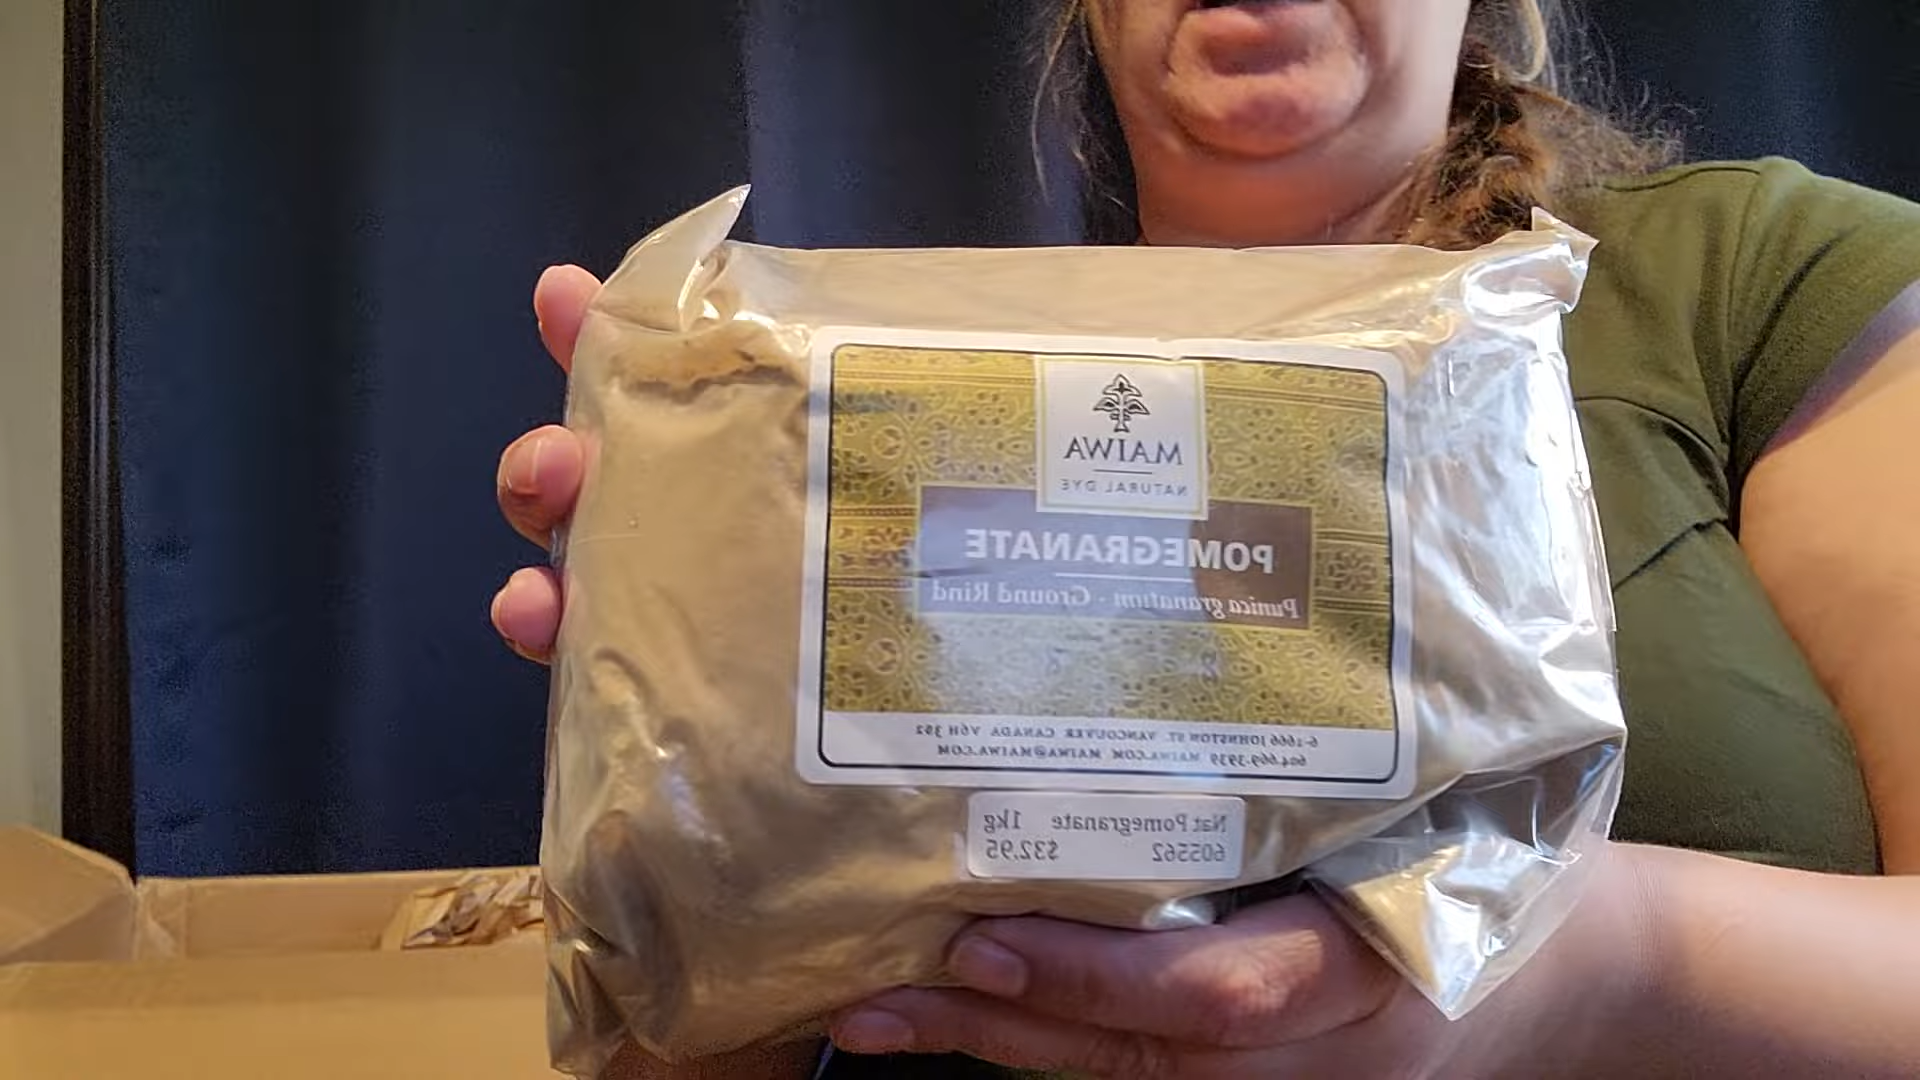 MAIWA
NATURAL DYE
POMEGRANATE
Punica granatum - Ground Rind
6-1666 JOHNSTON ST. VANCOUVER CANADA V6H 3S2
604.669.3939 MAIWA.COM MAIWA@MAIWA.COM
Nat Pomegranate 1kg
605562 $32.95